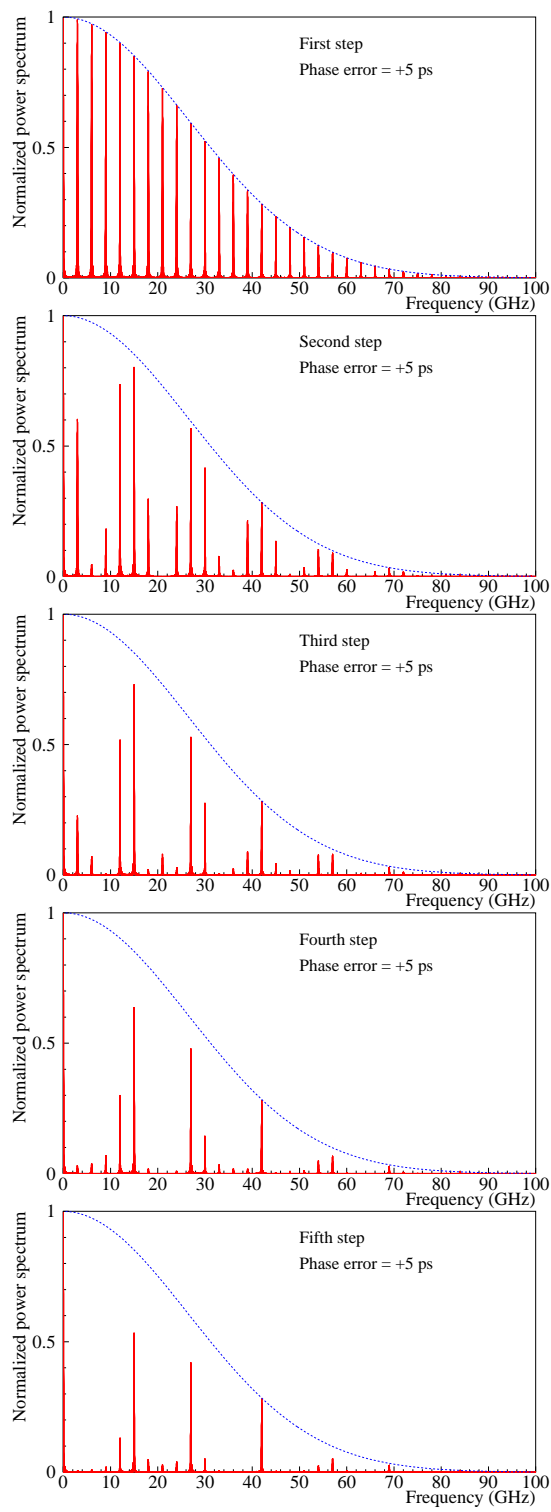 Normalized power spectrum
1
0.5
0
First step
Phase error = +5 ps
0 10 20 30 40 50 60 70 80 90 100
Frequency (GHz)
Normalized power spectrum
1
0.5
0
Second step
Phase error = +5 ps
0 10 20 30 40 50 60 70 80 90 100
Frequency (GHz)
Normalized power spectrum
1
0.5
0
Third step
Phase error = +5 ps
0 10 20 30 40 50 60 70 80 90 100
Frequency (GHz)
Normalized power spectrum
1
0.5
0
Fourth step
Phase error = +5 ps
0 10 20 30 40 50 60 70 80 90 100
Frequency (GHz)
Normalized power spectrum
1
0.5
0
Fifth step
Phase error = +5 ps
0 10 20 30 40 50 60 70 80 90 100
Frequency (GHz)